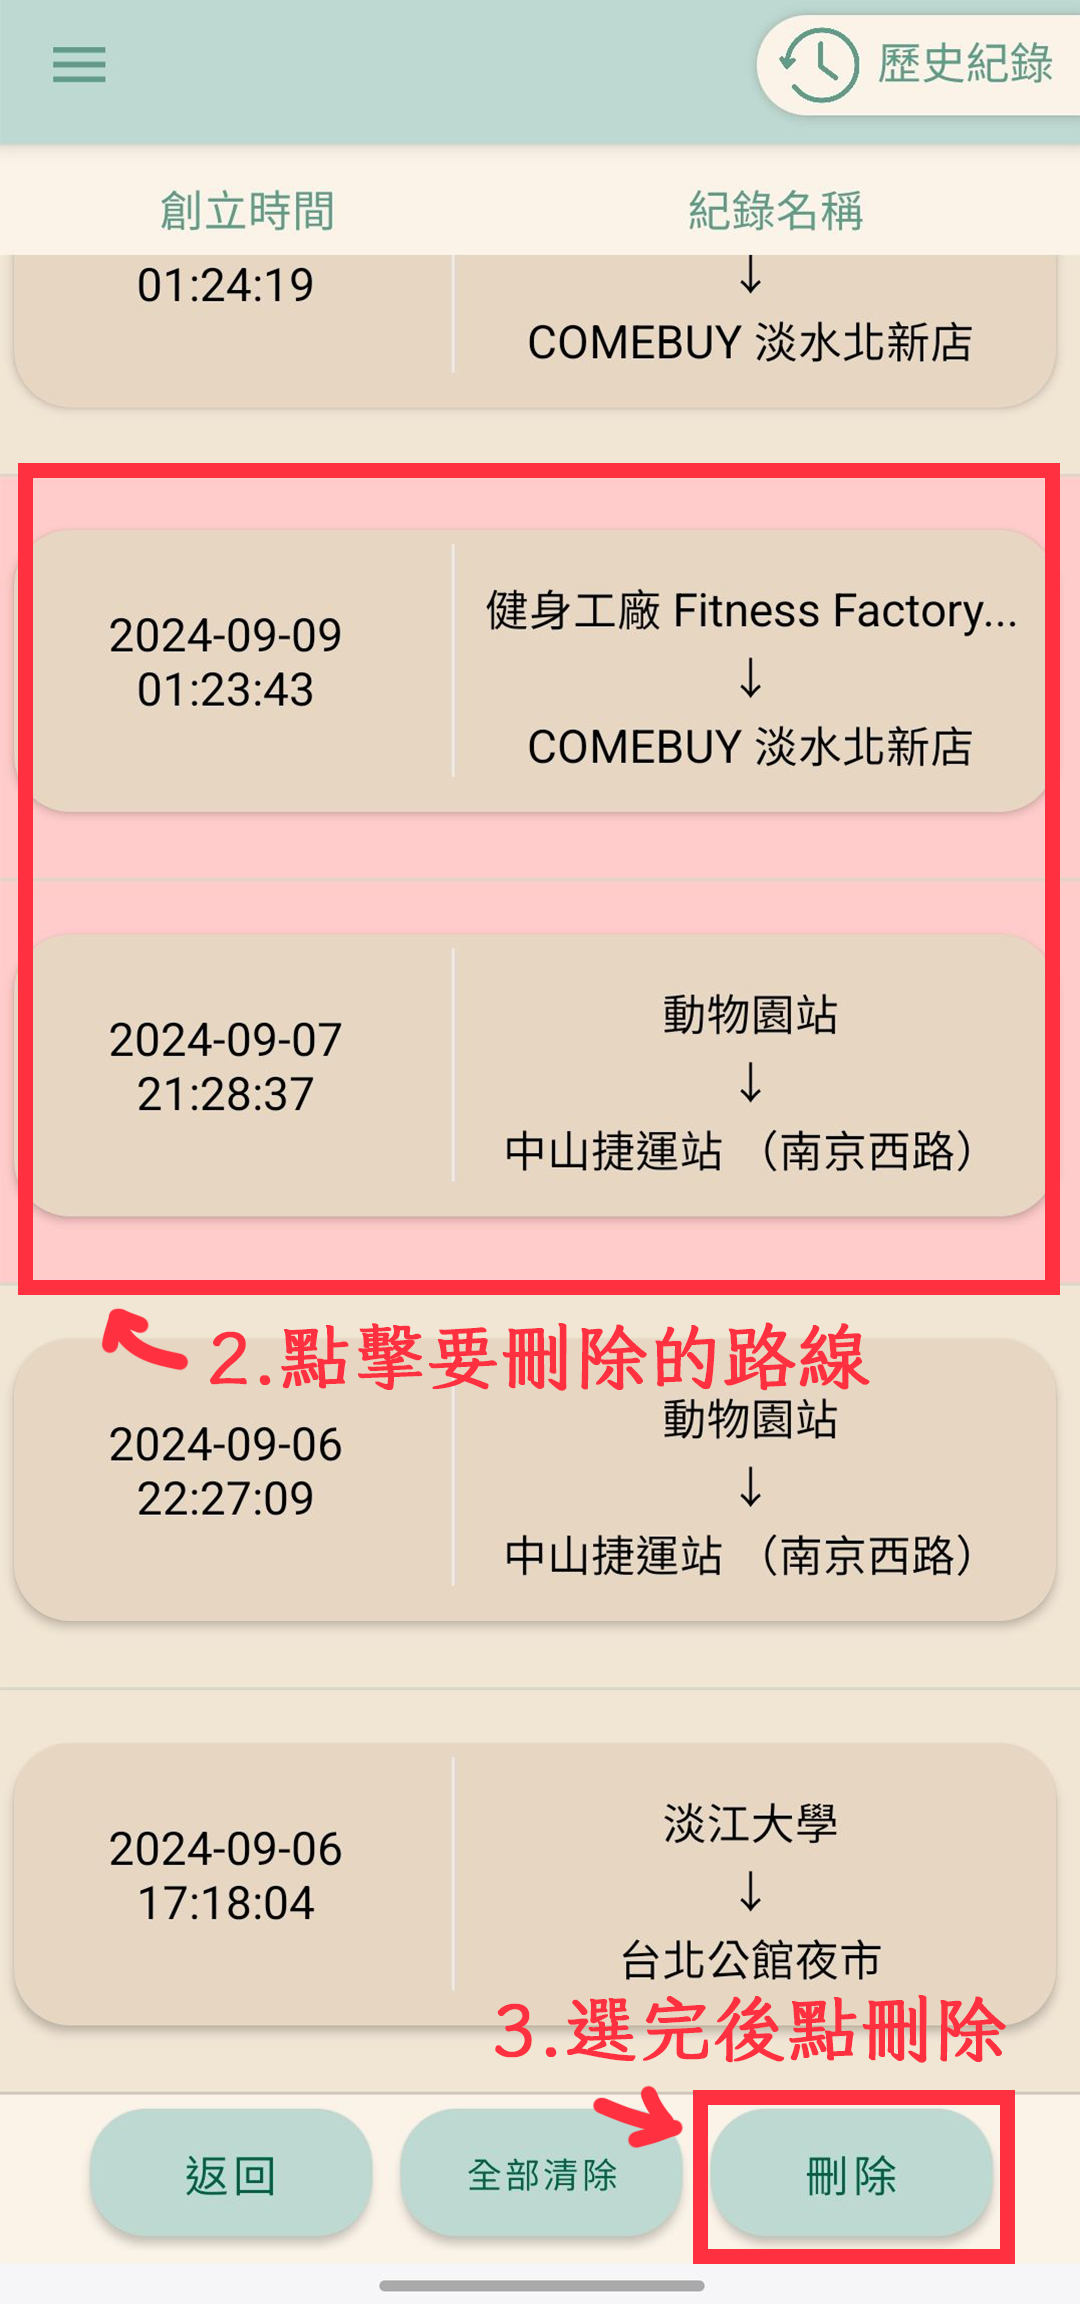 歷史紀錄
創立時間
紀錄名稱
01:24:19
↓
COMEBUY 淡水北新店
2024-09-09
01:23:43
健身工廠 Fitness Factory...
↓
COMEBUY 淡水北新店
2024-09-07
21:28:37
動物園站
↓
中山捷運站 （南京西路）
2.點擊要刪除的路線
2024-09-06
22:27:09
動物園站
↓
中山捷運站 （南京西路）
2024-09-06
17:18:04
淡江大學
↓
台北公館夜市
3.選完後點刪除
返回
全部清除
刪除